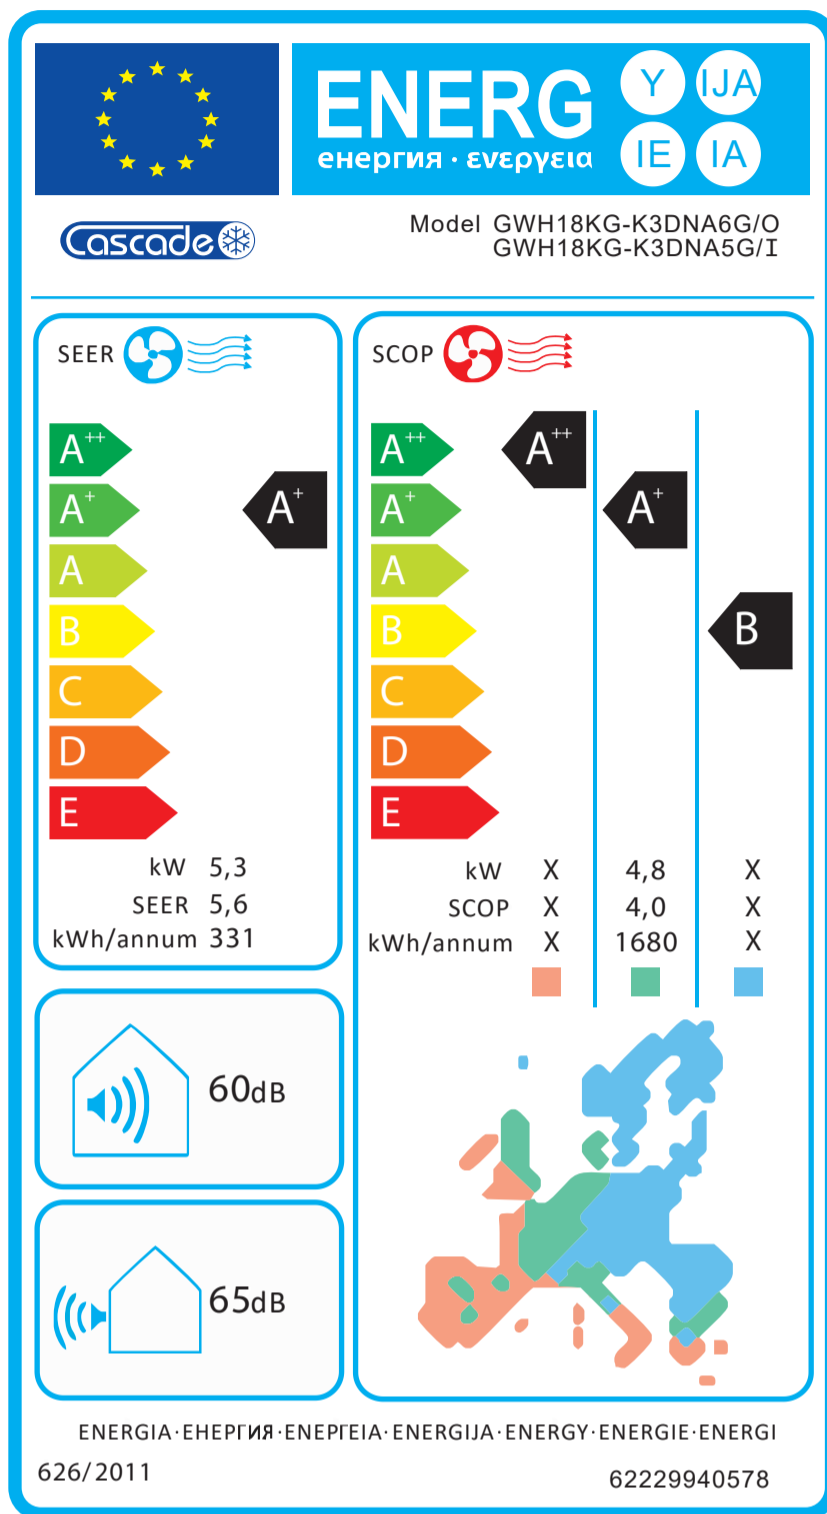 ENERG
енергия · ενεργεια
Y IJA
IE IA
Cascade
Model GWH18KG-K3DNA6G/O
GWH18KG-K3DNA5G/I
SEER
A++
A+ A+
A
B
C
D
E
kW 5,3
SEER 5,6
kWh/annum 331
SCOP
A++ A++
A+ A+
A
B B
C
D
E
kW X 4,8 X
SCOP X 4,0 X
kWh/annum X 1680 X
60dB
65dB
ENERGIA·ЕНЕРГИЯ·ΕΝΕΡΓΕΙΑ·ENERGIJA·ENERGY·ENERGIE·ENERGI
626/2011
62229940578